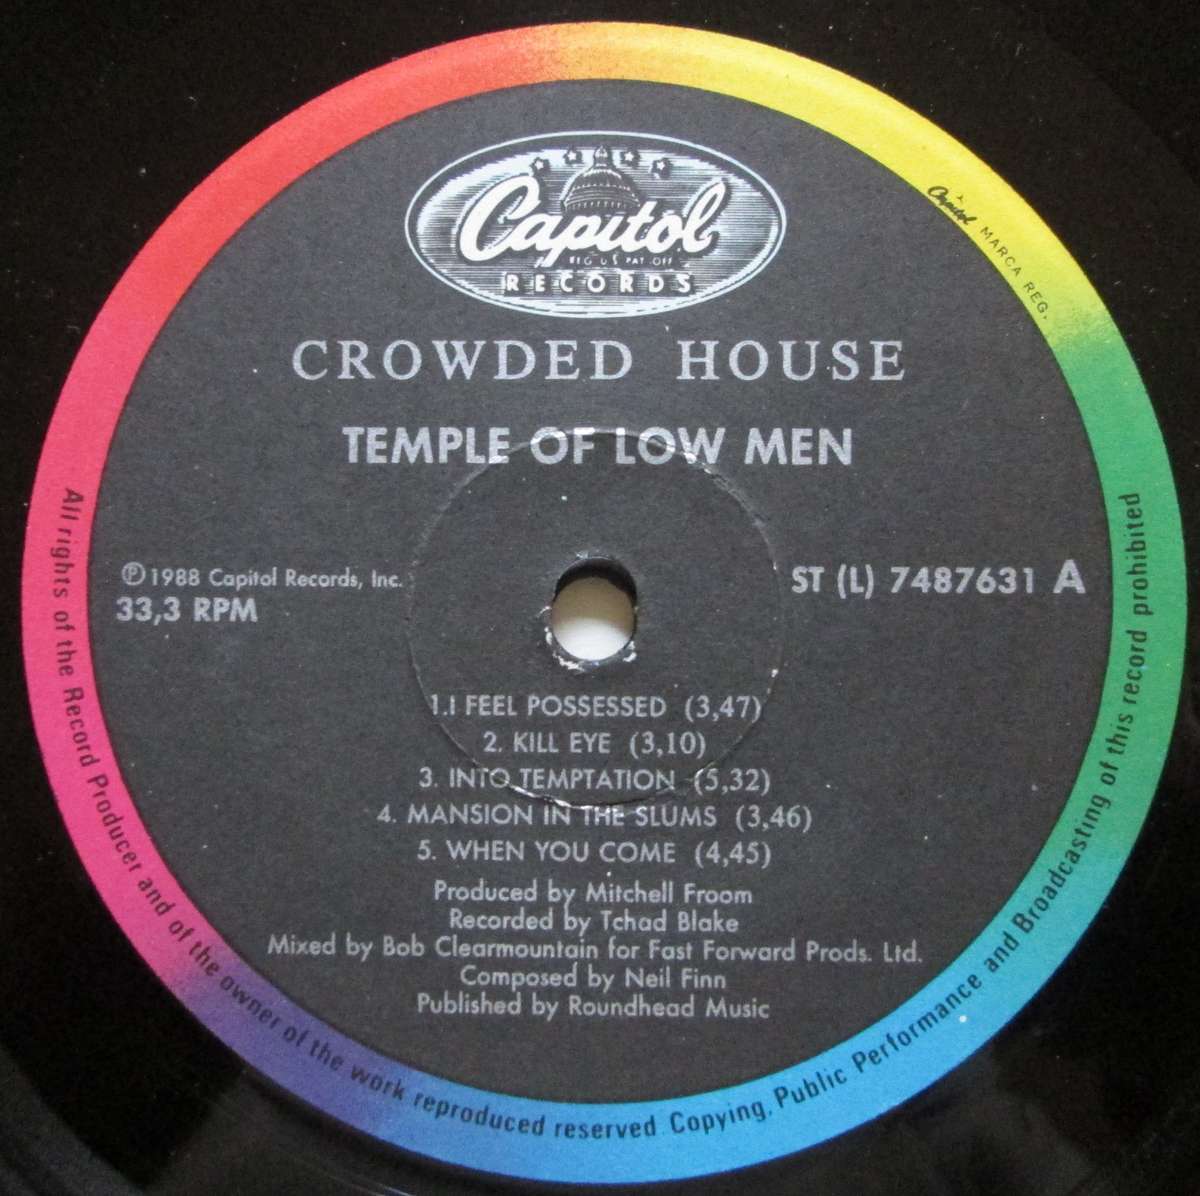 Capitol
REG. U.S. PAT. OFF.
RECORDS
Capitol MARCA REG.
CROWDED HOUSE
TEMPLE OF LOW MEN
℗ 1988 Capitol Records, Inc.
33,3 RPM
ST (L) 7487631 A
1.I FEEL POSSESSED (3,47)
2. KILL EYE (3,10)
3. INTO TEMPTATION (5,32)
4. MANSION IN THE SLUMS (3,46)
5. WHEN YOU COME (4,45)
Produced by Mitchell Froom
Recorded by Tchad Blake
Mixed by Bob Clearmountain for Fast Forward Prods. Ltd.
Composed by Neil Finn
Published by Roundhead Music
All rights of the Record Producer and of the owner of the work reproduced reserved. Copying, Public Performance and Broadcasting of this record prohibited